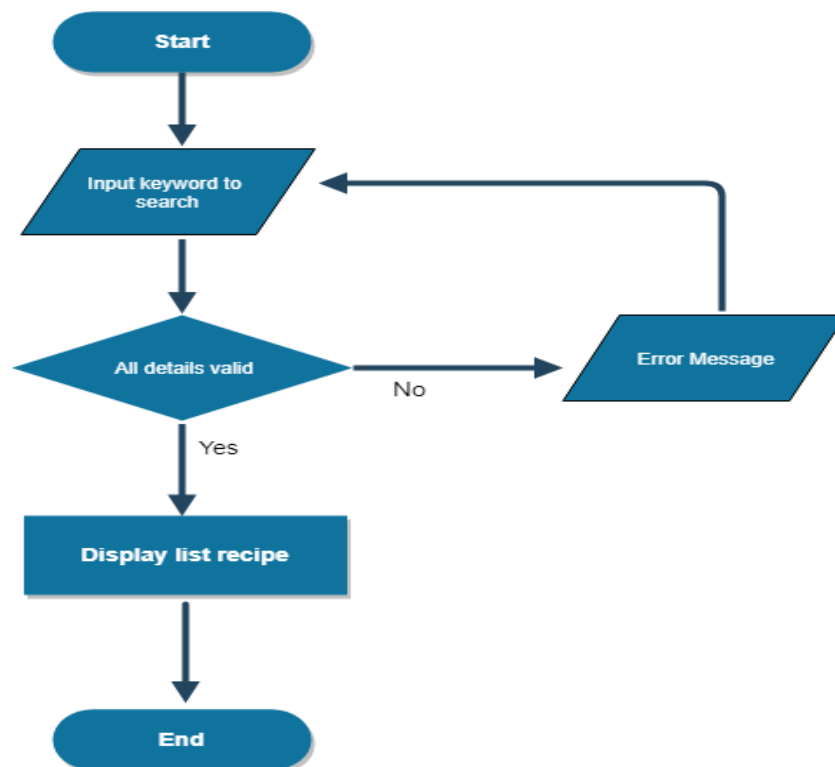 Start
Input keyword to
search
All details valid
No
Error Message
Yes
Display list recipe
End